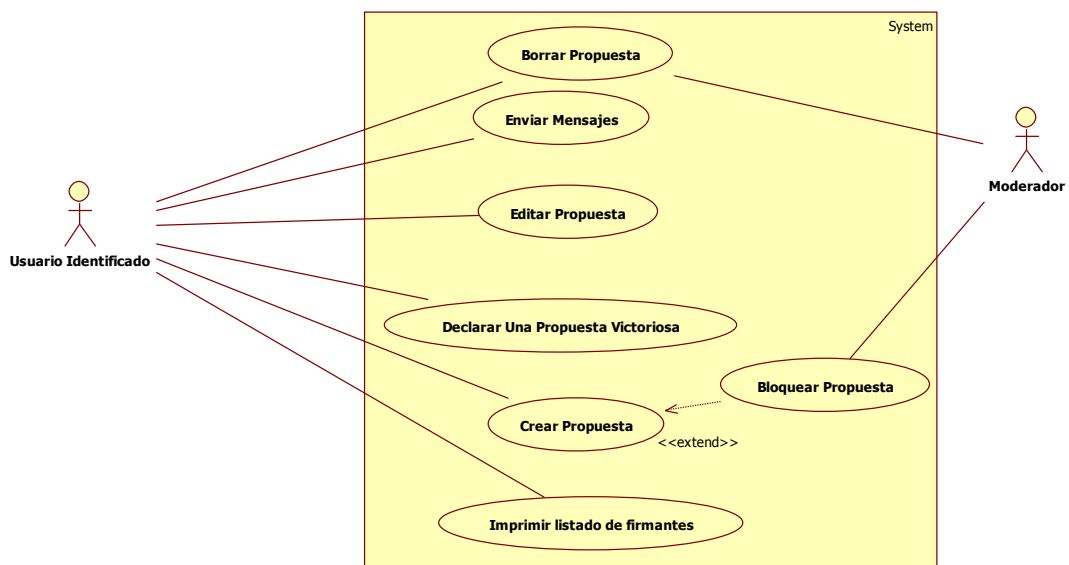 System
Borrar Propuesta
Enviar Mensajes
Moderador
Editar Propuesta
Usuario Identificado
Declarar Una Propuesta Victoriosa
Bloquear Propuesta
Crear Propuesta
<<extend>>
Imprimir listado de firmantes